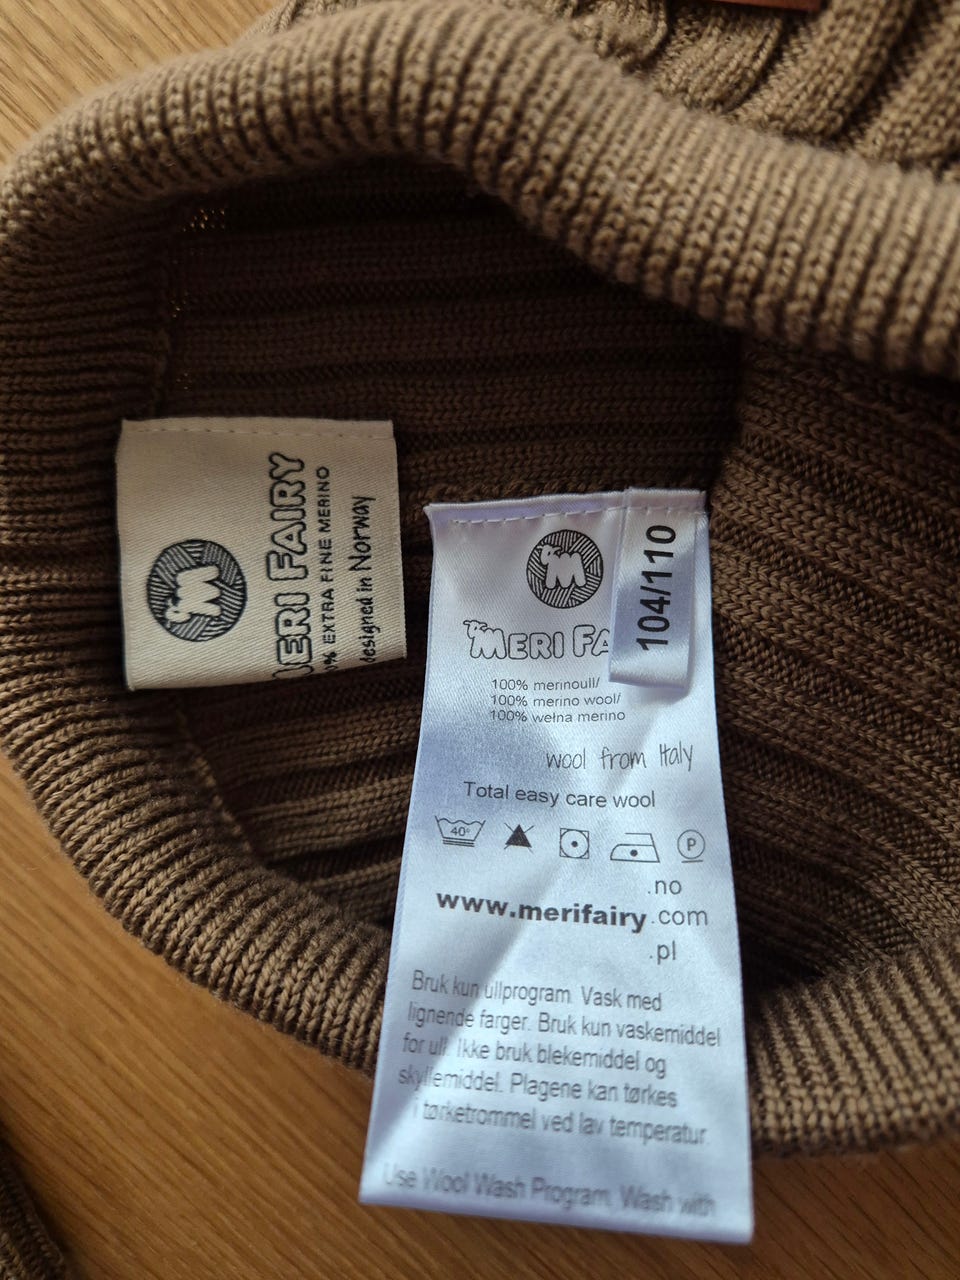 MERI FAIRY
% EXTRA FINE MERINO
designed in Norway
104/110
MERI FA
100% merinoull/
100% merino wool/
100% wełna merino
wool from Italy
Total easy care wool
40°
P
.no
www.merifairy.com
.pl
Bruk kun ullprogram. Vask med
lignende farger. Bruk kun vaskemiddel
for ull. Ikke bruk blekemiddel og
skyllemiddel. Plagene kan tørkes
i tørketrommel ved lav temperatur.
Use Wool Wash Program. Wash with